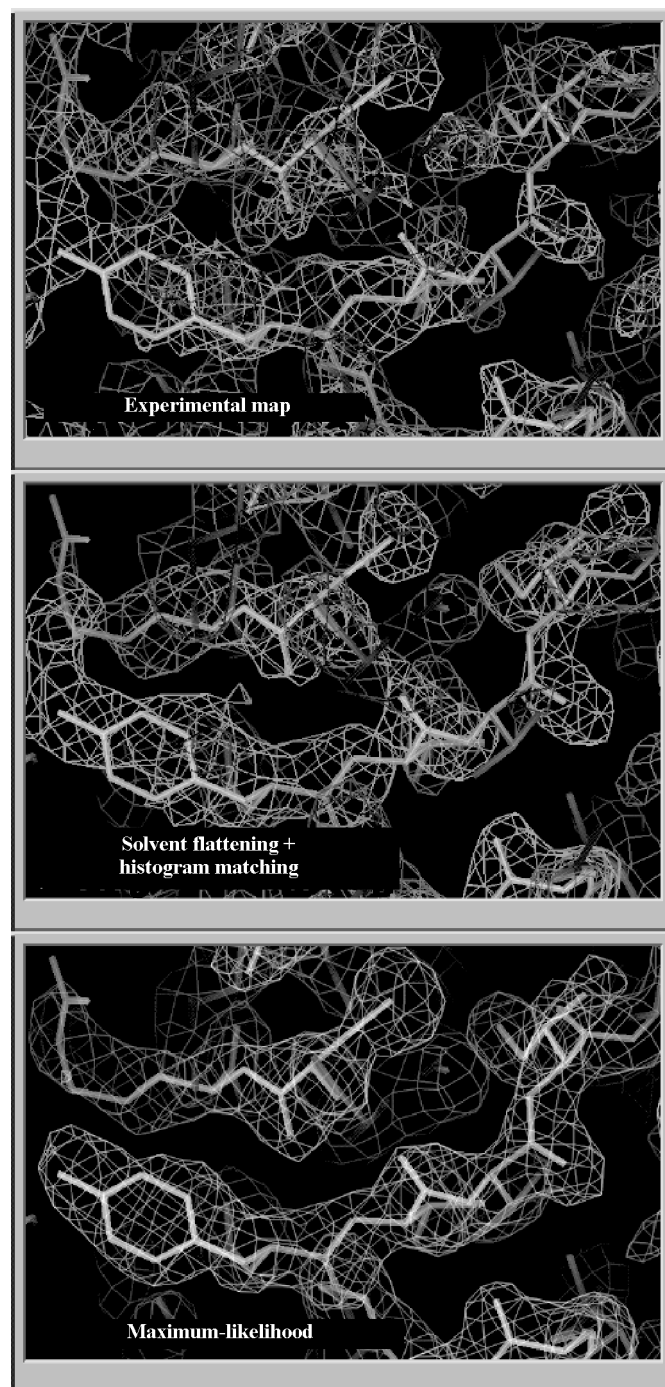 Experimental map
Solvent flattening +
histogram matching
Maximum-likelihood